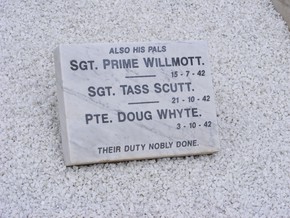 ALSO HIS PALS
SGT. PRIME WILLMOTT.
15 - 7 - 42
SGT. TASS SCUTT.
21 - 10 - 42
PTE. DOUG WHYTE.
3 - 10 - 42
THEIR DUTY NOBLY DONE.